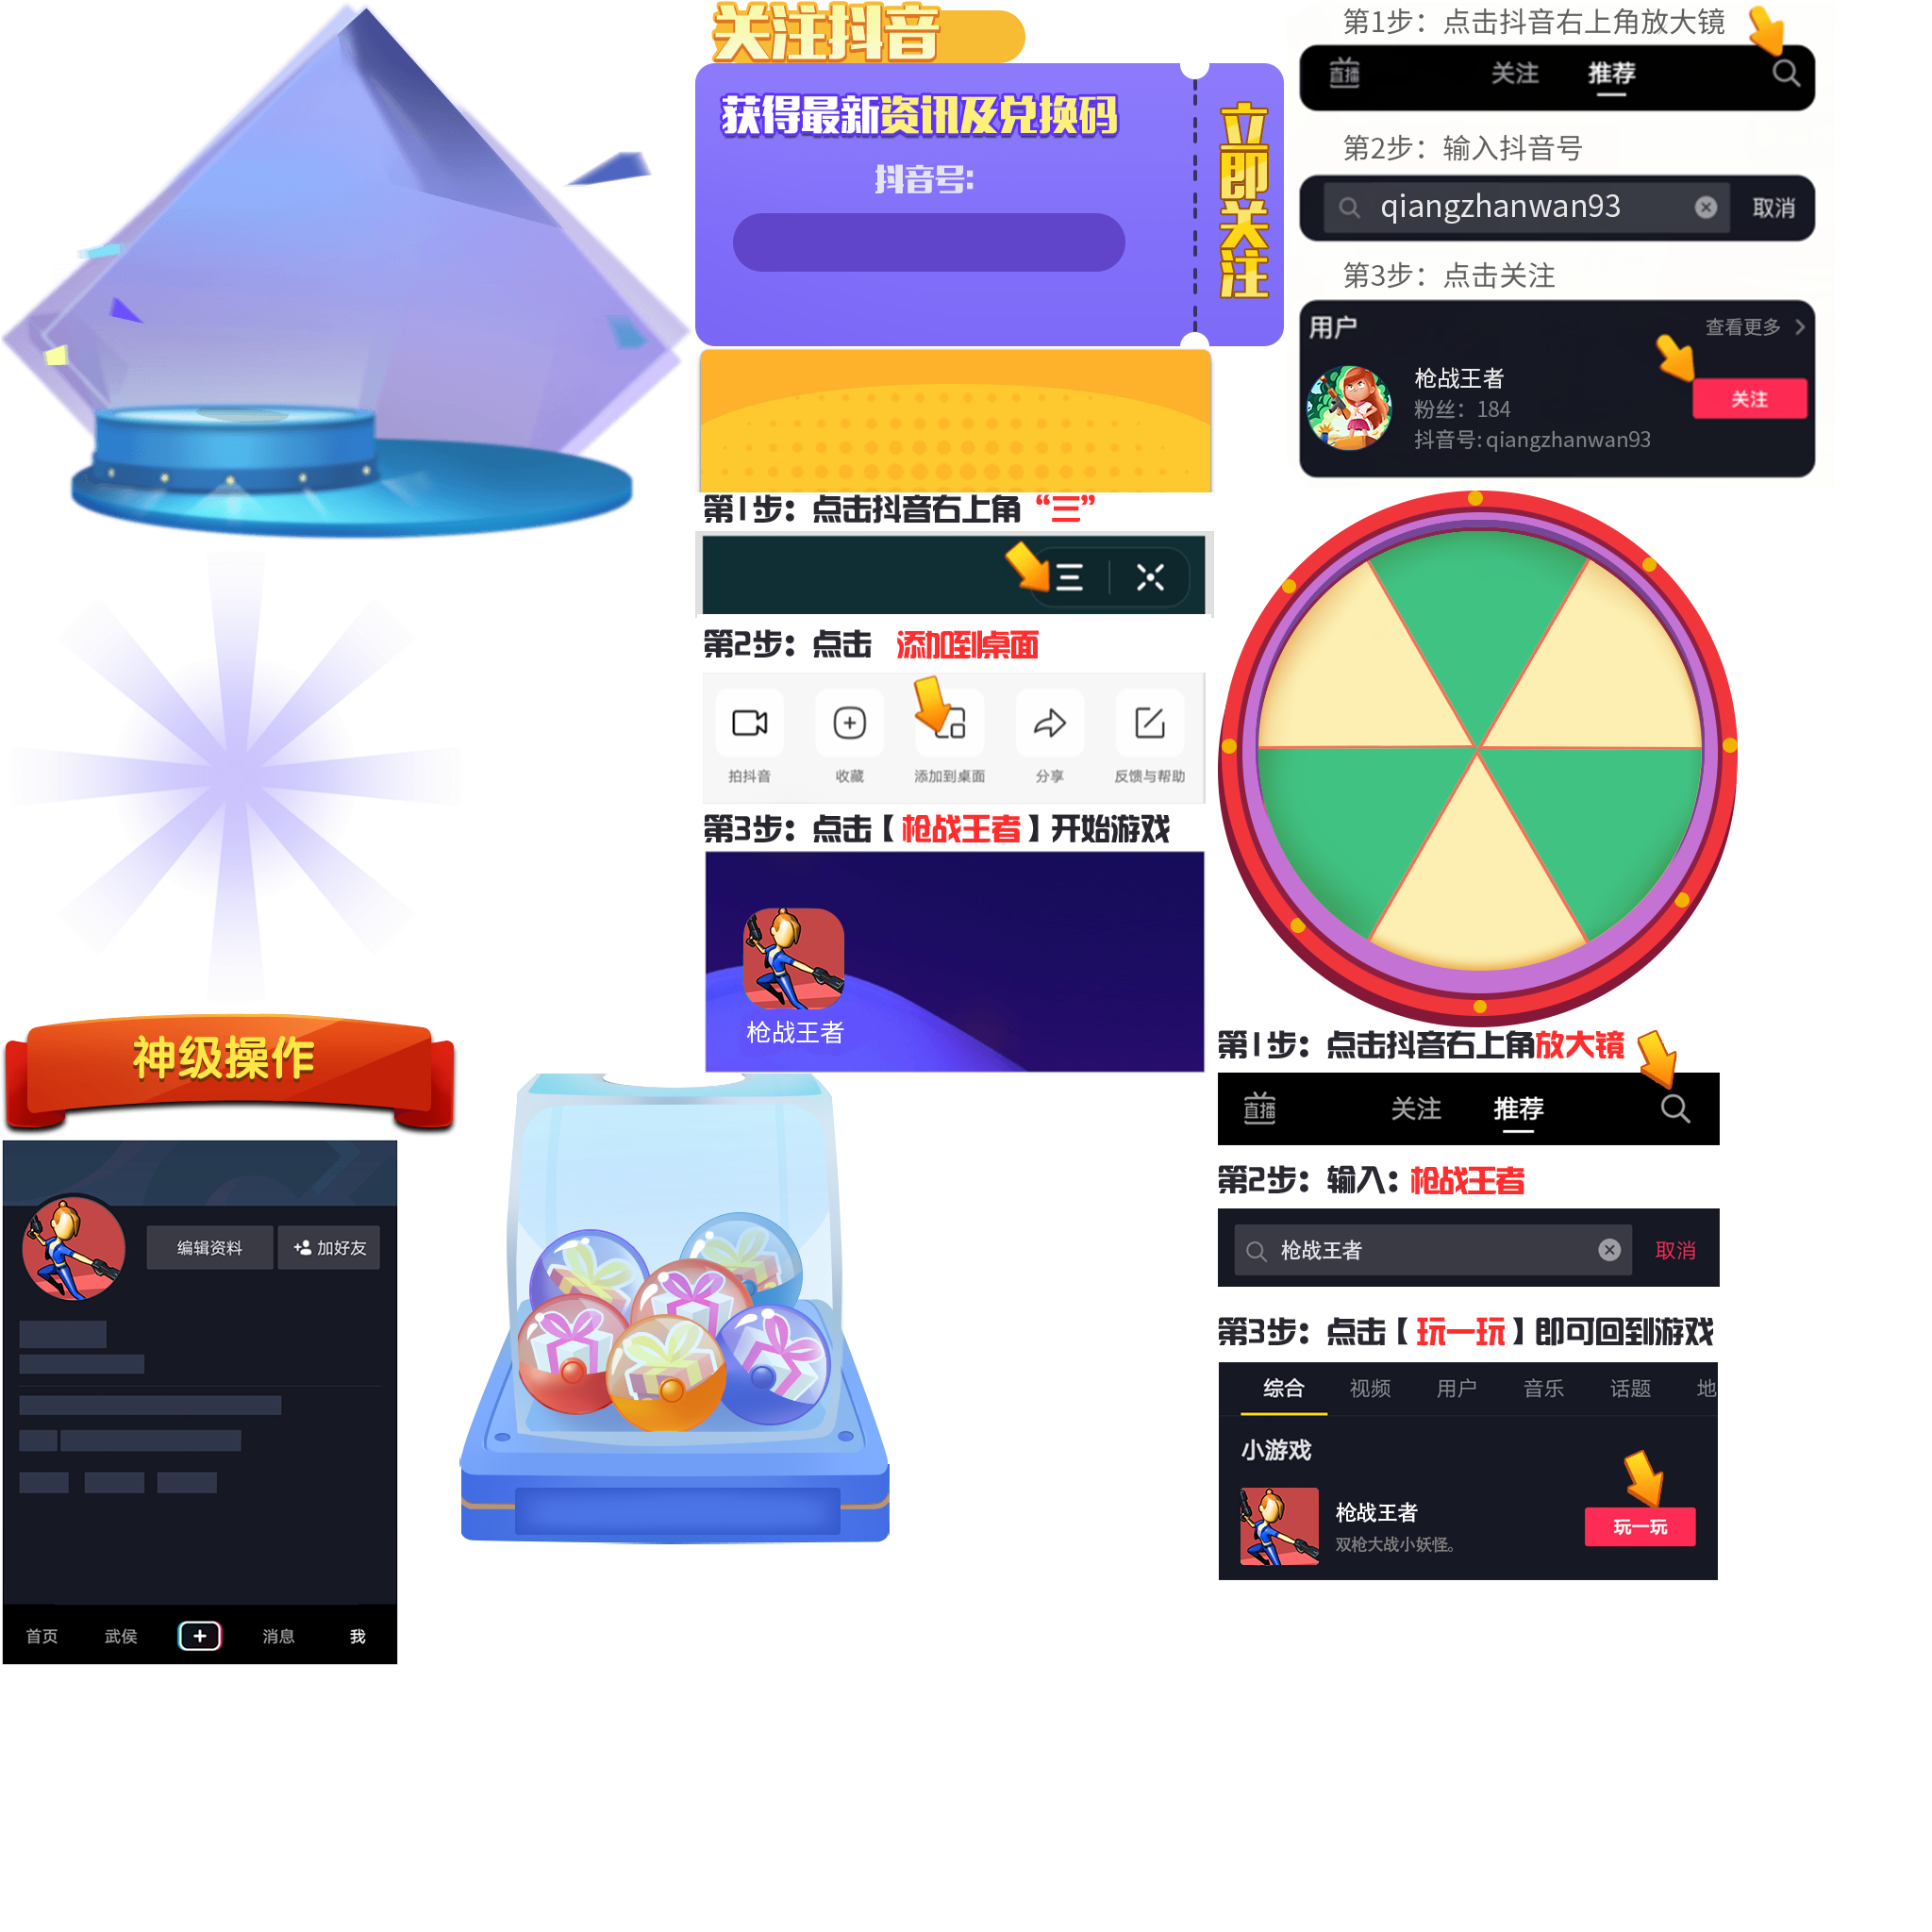 关注抖音
获得最新资讯及兑换码
抖音号:
立即关注
第1步：点击抖音右上角放大镜
直播 关注 推荐
第2步：输入抖音号
qiangzhanwan93 取消
第3步：点击关注
用户 查看更多
枪战王者
粉丝：184
关注
抖音号: qiangzhanwan93
第1步：点击抖音右上角“三”
第2步：点击 添加到桌面
拍抖音 收藏 添加到桌面 分享 反馈与帮助
第3步：点击【枪战王者】开始游戏
枪战王者
神级操作
编辑资料 加好友
首页 武侯 消息 我
第1步：点击抖音右上角放大镜
直播 关注 推荐
第2步：输入：枪战王者
枪战王者 取消
第3步：点击【玩一玩】即可回到游戏
综合 视频 用户 音乐 话题 地
小游戏
枪战王者
双枪大战小妖怪。
玩一玩